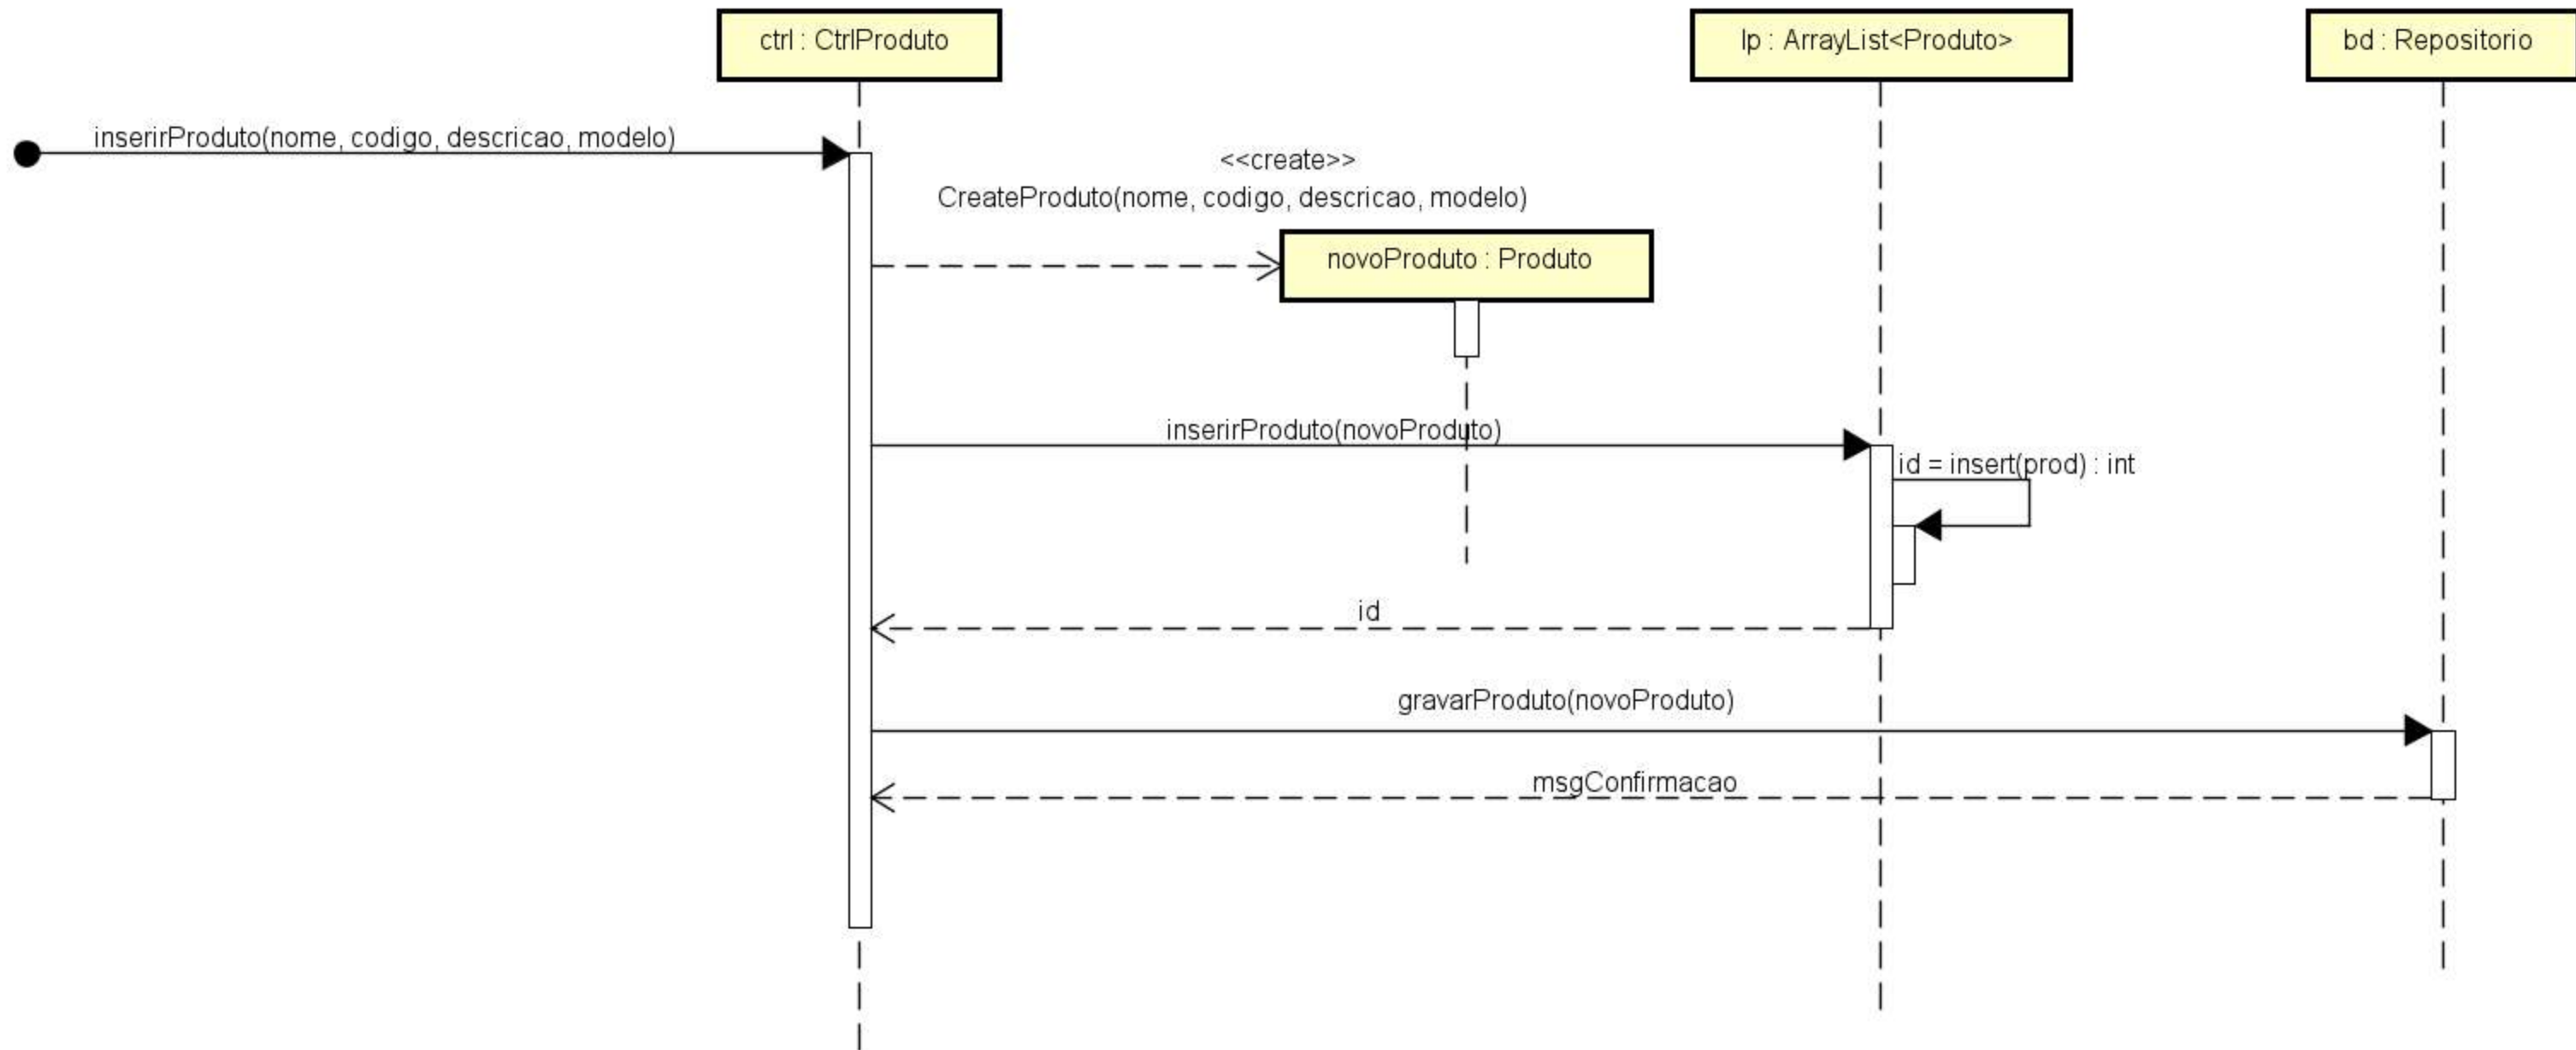 ctrl : CtrlProduto
lp : ArrayList<Produto>
bd : Repositorio
inserirProduto(nome, codigo, descricao, modelo)
<<create>>
CreateProduto(nome, codigo, descricao, modelo)
novoProduto : Produto
inserirProduto(novoProduto)
id = insert(prod) : int
id
gravarProduto(novoProduto)
msgConfirmacao